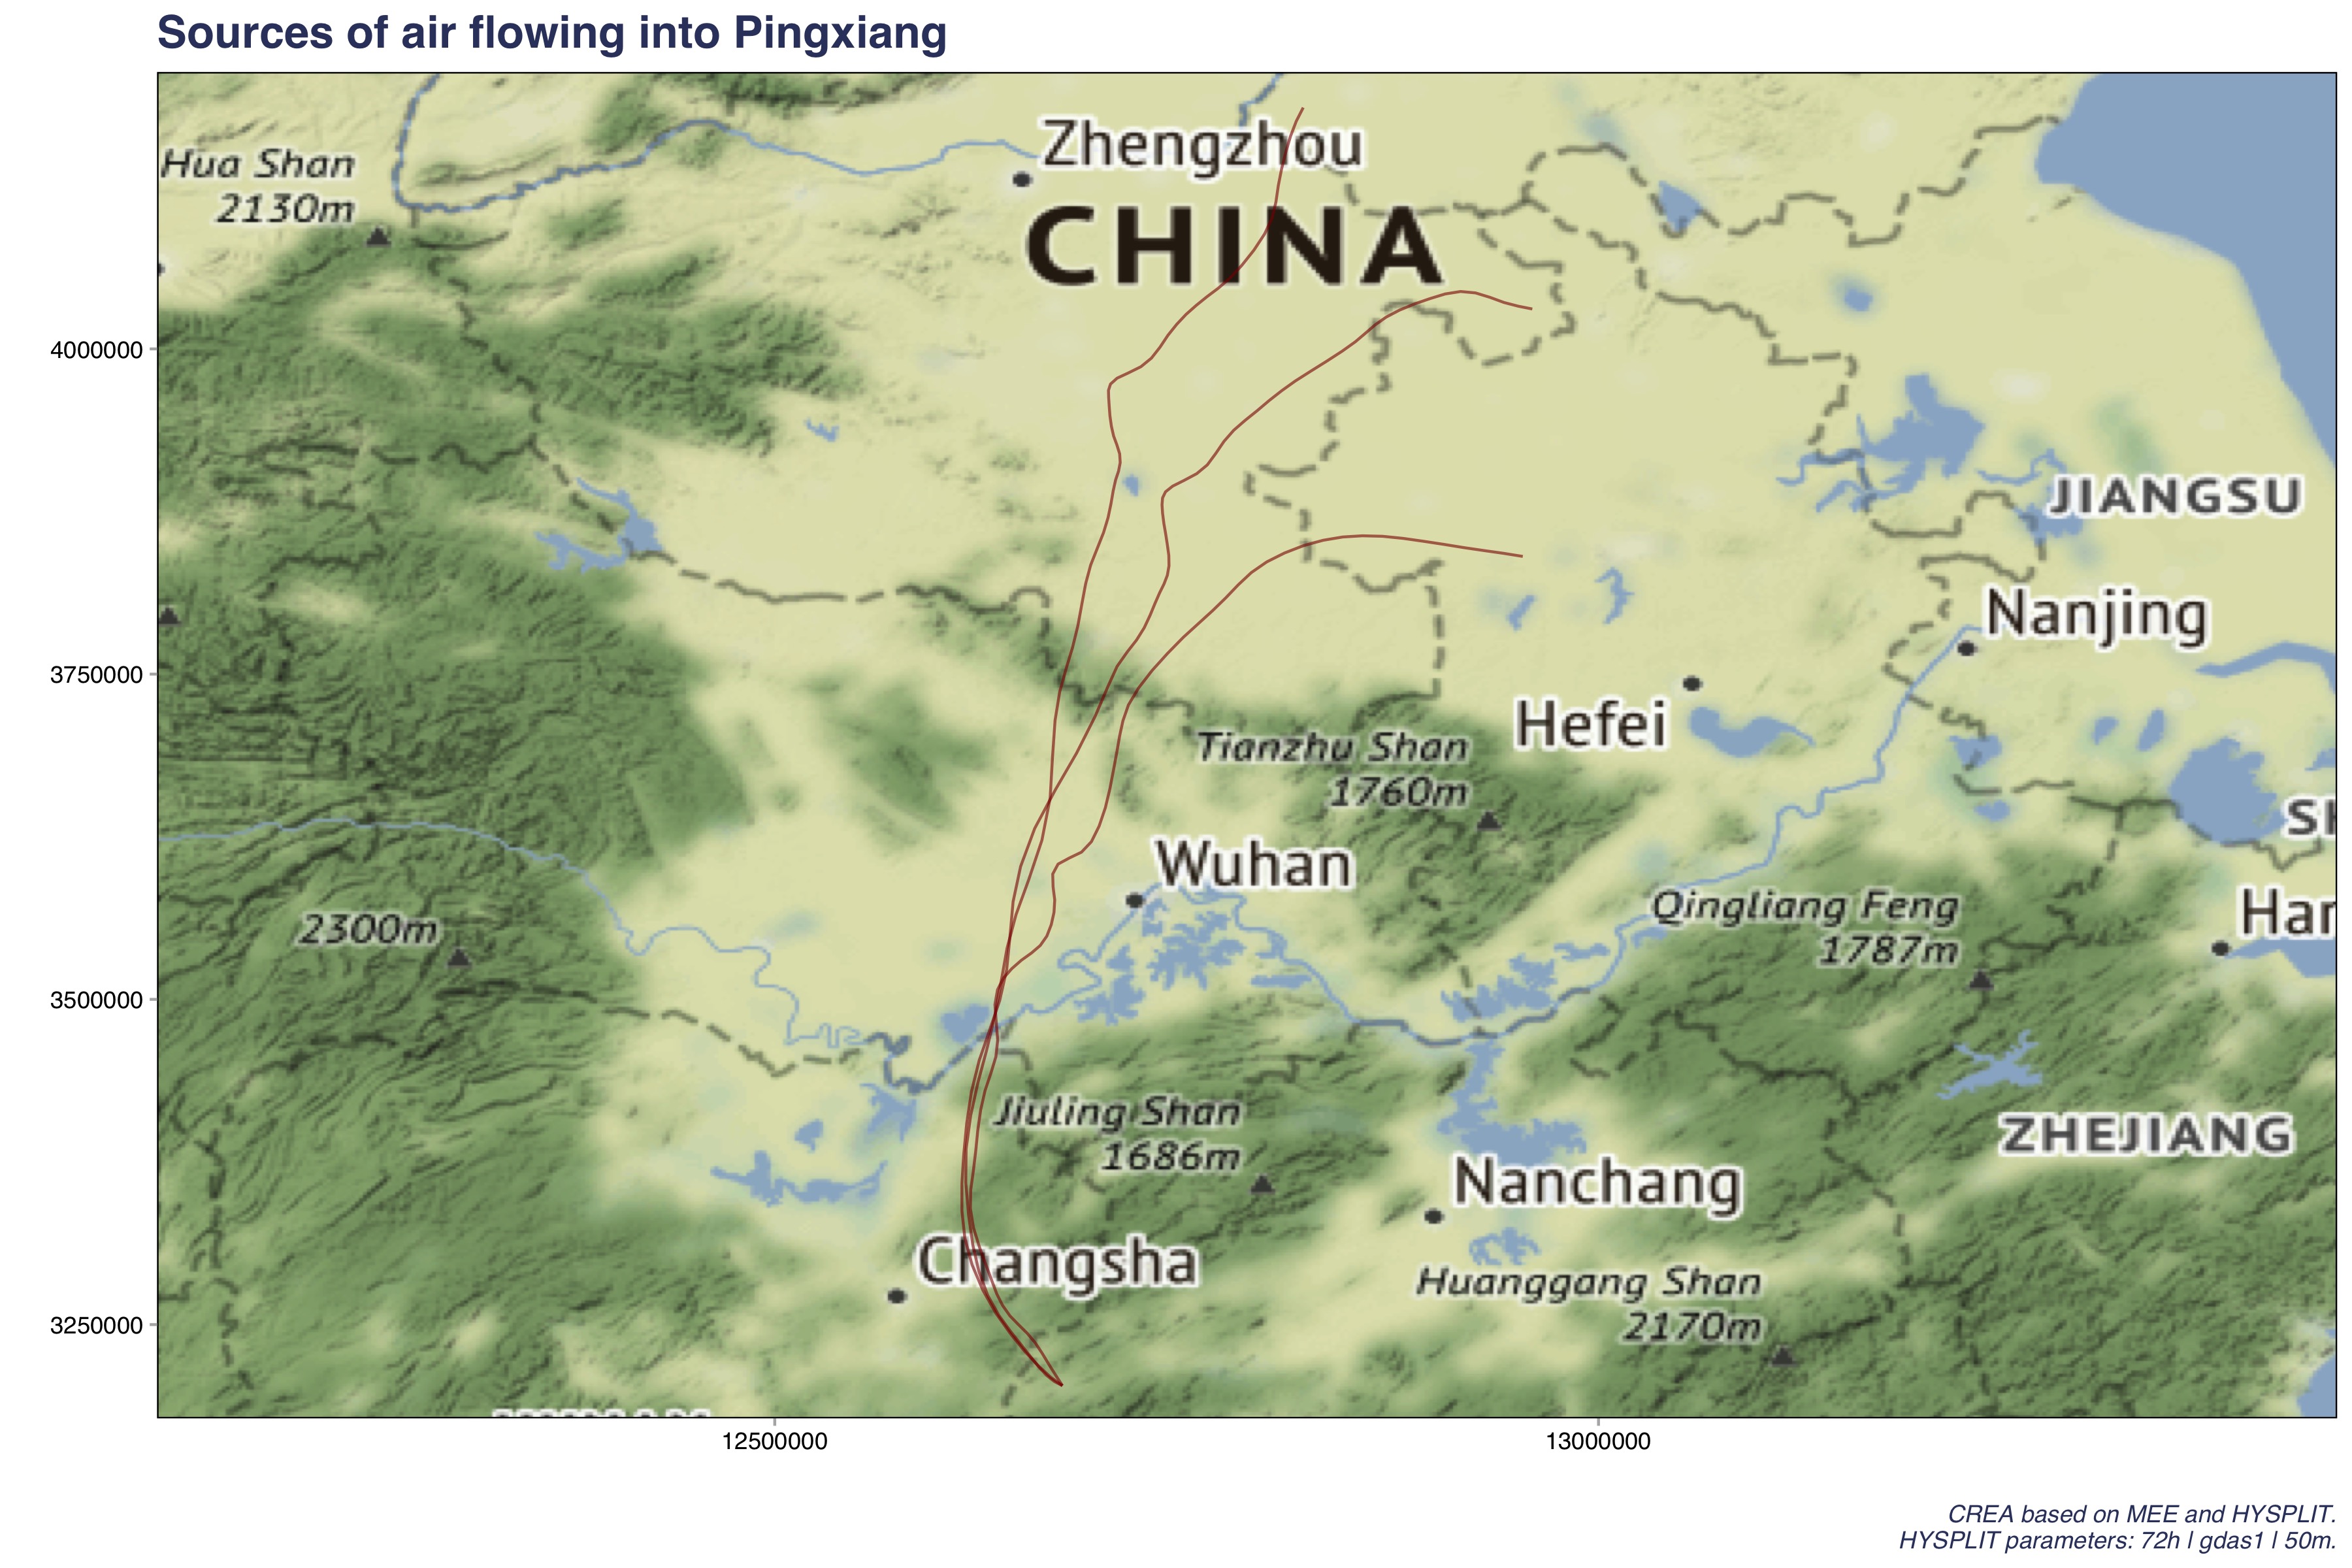 Sources of air flowing into Pingxiang
Hua Shan
2130m
Zhengzhou
CHINA
4000000
JIANGSU
Nanjing
3750000
Hefei
Tianzhu Shan
1760m
SH
Wuhan
Qingliang Feng
1787m
Han
2300m
3500000
Jiuling Shan
1686m
ZHEJIANG
Nanchang
Changsha
Huanggang Shan
2170m
3250000
12500000
13000000
CREA based on MEE and HYSPLIT.
HYSPLIT parameters: 72h | gdas1 | 50m.